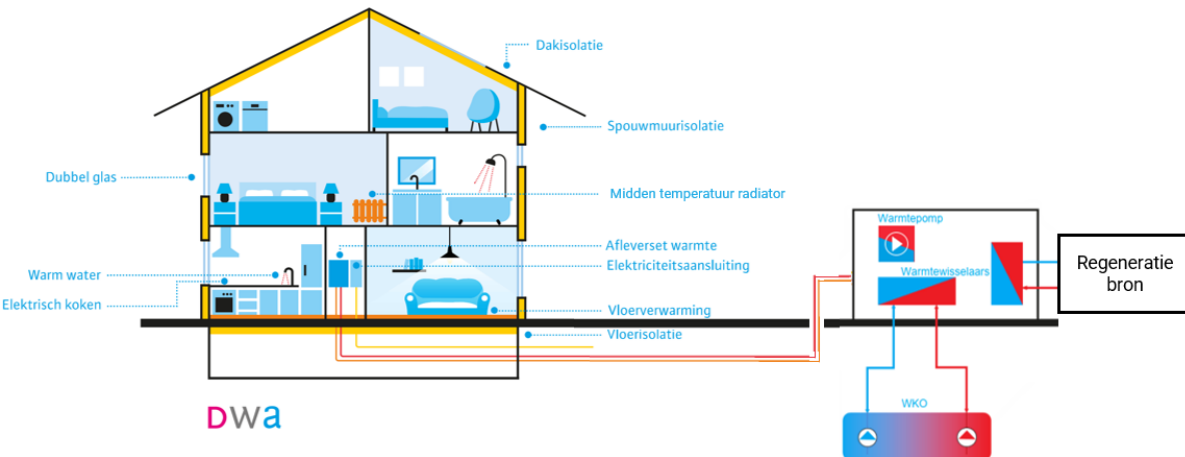 Dakisolatie
Spouwmuurisolatie
Dubbel glas
Midden temperatuur radiator
Warmtepomp
Afleverset warmte
Elektriciteitsaansluiting
Warmtewisselaars
Regeneratie
bron
Warm water
Elektrisch koken
Vloerverwarming
Vloerisolatie
DWa
WKO